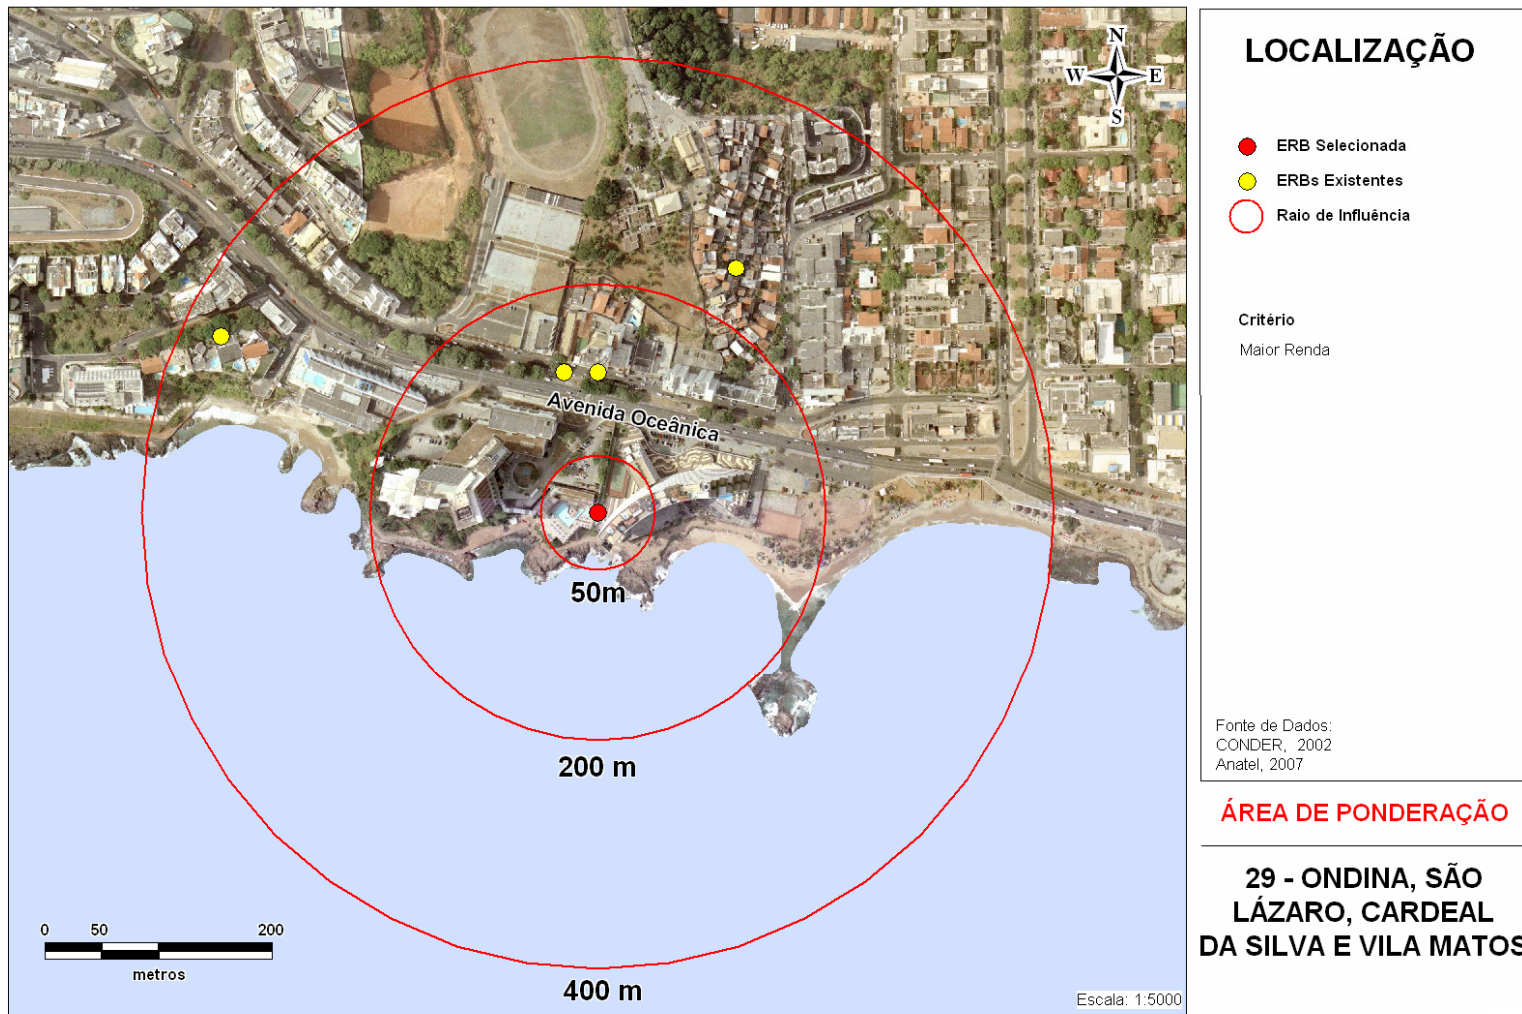 N
W E
S
Avenida Oceânica
50m
200 m
400 m
0 50 200
metros
Escala: 1:5000
LOCALIZAÇÃO
ERB Selecionada
ERBs Existentes
Raio de Influência
Critério
Maior Renda
Fonte de Dados:
CONDER, 2002
Anatel, 2007
ÁREA DE PONDERAÇÃO
29 - ONDINA, SÃO
LÁZARO, CARDEAL
DA SILVA E VILA MATOS